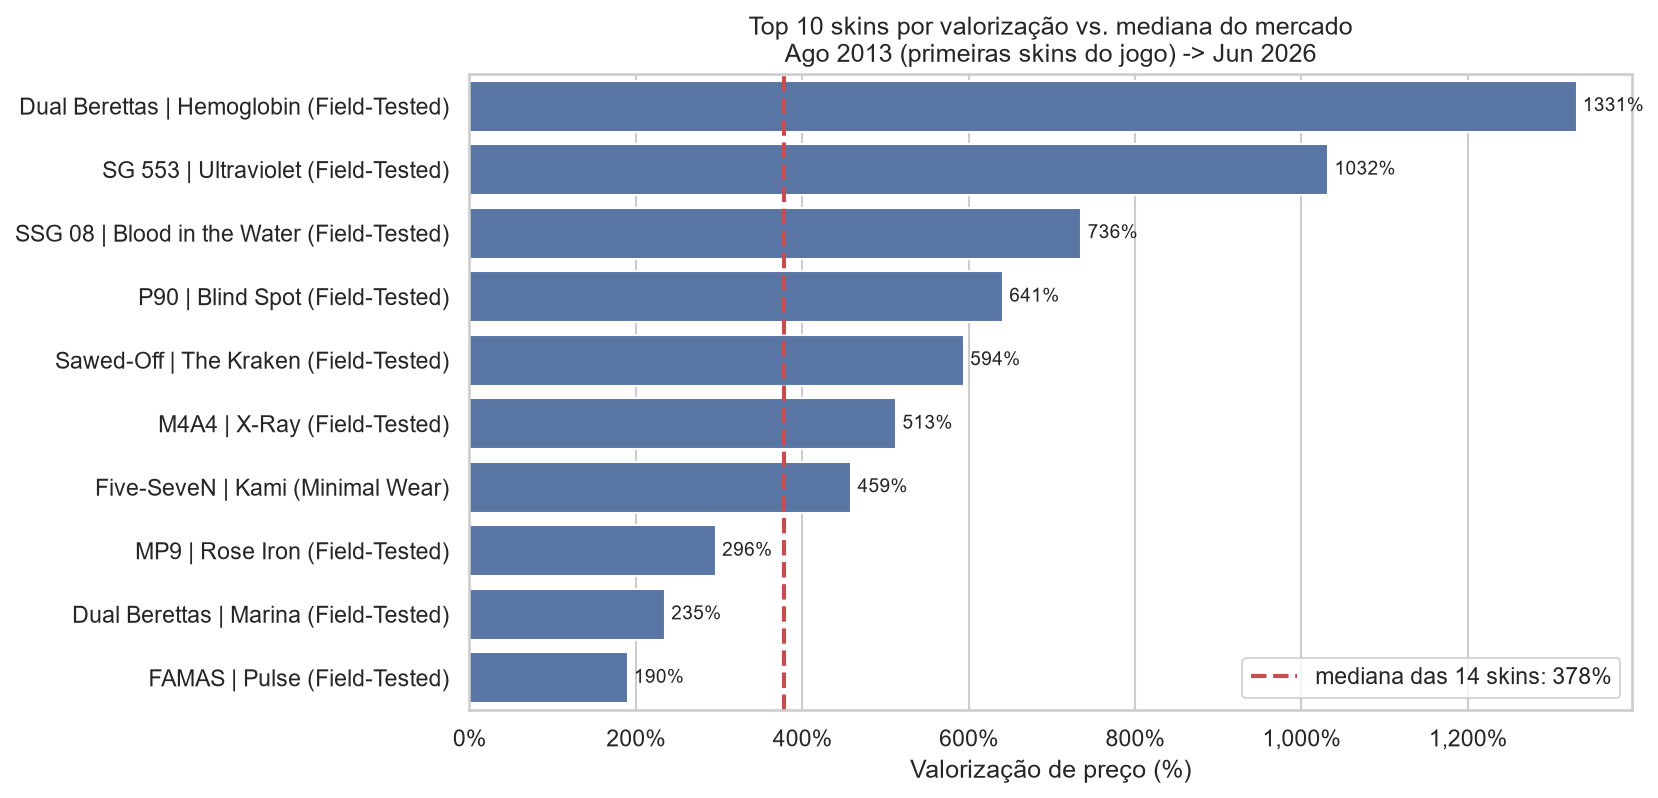 Top 10 skins por valorização vs. mediana do mercado
Ago 2013 (primeiras skins do jogo) -> Jun 2026
Dual Berettas | Hemoglobin (Field-Tested) 1331%
SG 553 | Ultraviolet (Field-Tested) 1032%
SSG 08 | Blood in the Water (Field-Tested) 736%
P90 | Blind Spot (Field-Tested) 641%
Sawed-Off | The Kraken (Field-Tested) 594%
M4A4 | X-Ray (Field-Tested) 513%
Five-SeveN | Kami (Minimal Wear) 459%
MP9 | Rose Iron (Field-Tested) 296%
Dual Berettas | Marina (Field-Tested) 235%
FAMAS | Pulse (Field-Tested) 190%
mediana das 14 skins: 378%
0% 200% 400% 600% 800% 1,000% 1,200%
Valorização de preço (%)